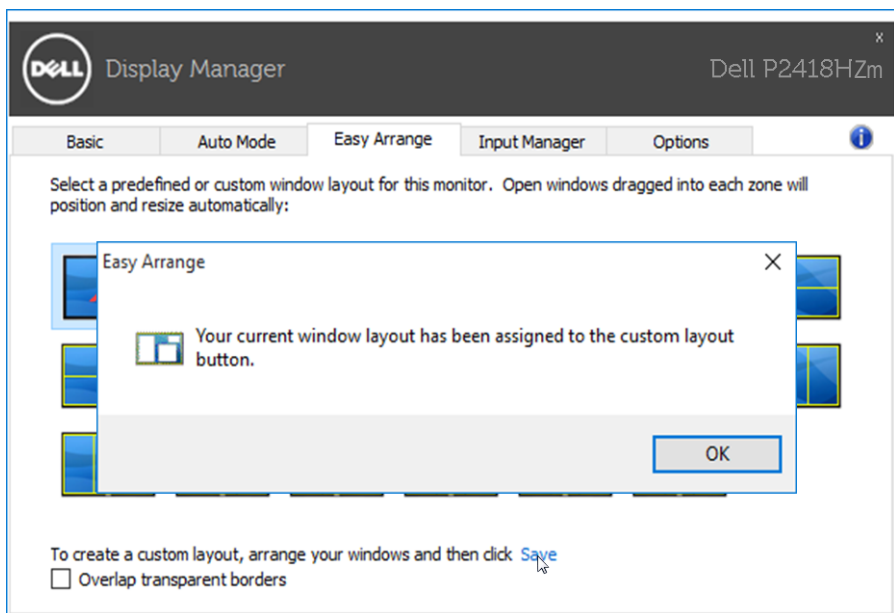 DELL Display Manager
x
Dell P2418HZm
Basic Auto Mode Easy Arrange Input Manager Options i
Select a predefined or custom window layout for this monitor. Open windows dragged into each zone will
position and resize automatically:
Easy Arrange
Your current window layout has been assigned to the custom layout
button.
OK
To create a custom layout, arrange your windows and then click Save
Overlap transparent borders